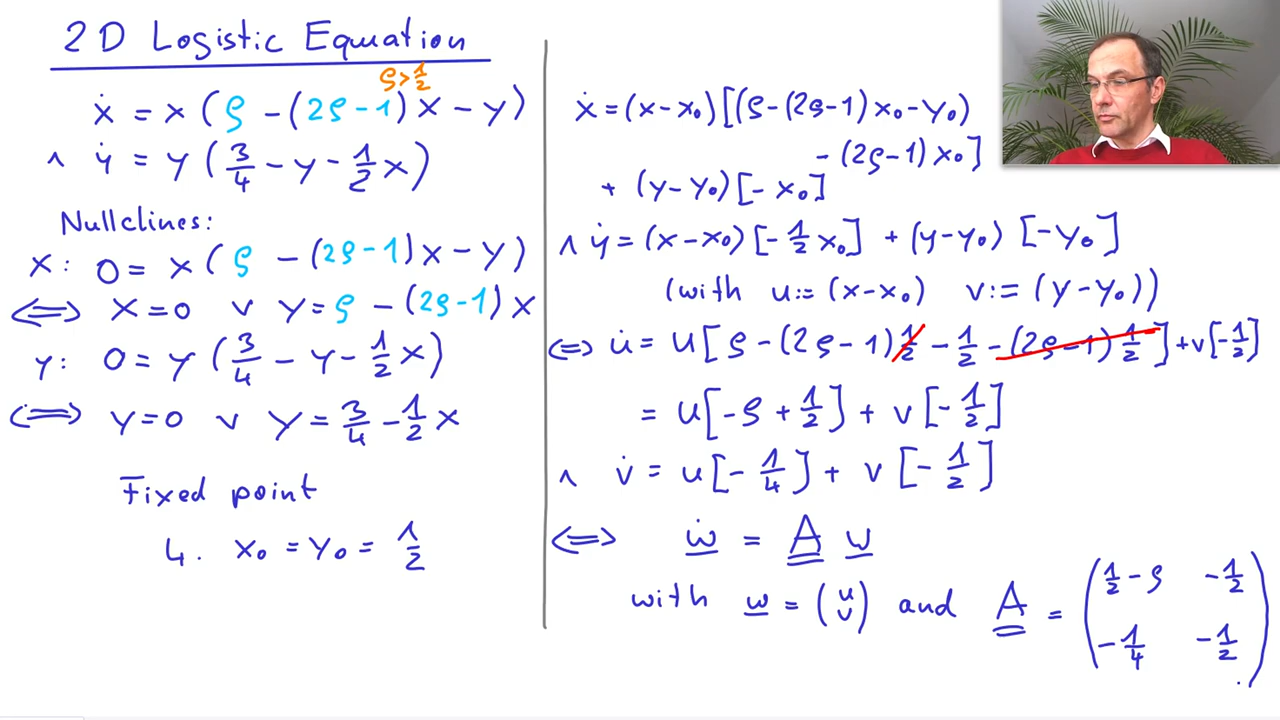 2D Logistic Equation
ϱ > 1/2
ẋ = x (ϱ - (2ϱ-1)x - y)
∧ ẏ = y (3/4 - y - 1/2 x)
Nullclines:
x: 0 = x (ϱ - (2ϱ-1)x - y)
⟺ x=0 ∨ y = ϱ - (2ϱ-1)x
y: 0 = y (3/4 - y - 1/2 x)
⟺ y=0 ∨ y = 3/4 - 1/2 x
Fixed point
4. x₀ = y₀ = 1/2
ẋ = (x-x₀)[(ϱ-(2ϱ-1)x₀-y₀)
- (2ϱ-1)x₀]
+ (y-y₀)[-x₀]
∧ ẏ = (x-x₀)[-1/2 x₀] + (y-y₀)[-y₀]
(with u := (x-x₀) v := (y-y₀))
⟺ u̇ = u[ϱ - (2ϱ-1)1/2 - 1/2 - (2ϱ-1)1/2] + v[-1/2]
= u[-ϱ + 1/2] + v[-1/2]
∧ v̇ = u[-1/4] + v[-1/2]
⟺ ẇ = A w
with w = (u v) and A = (1/2-ϱ -1/2
-1/4 -1/2)